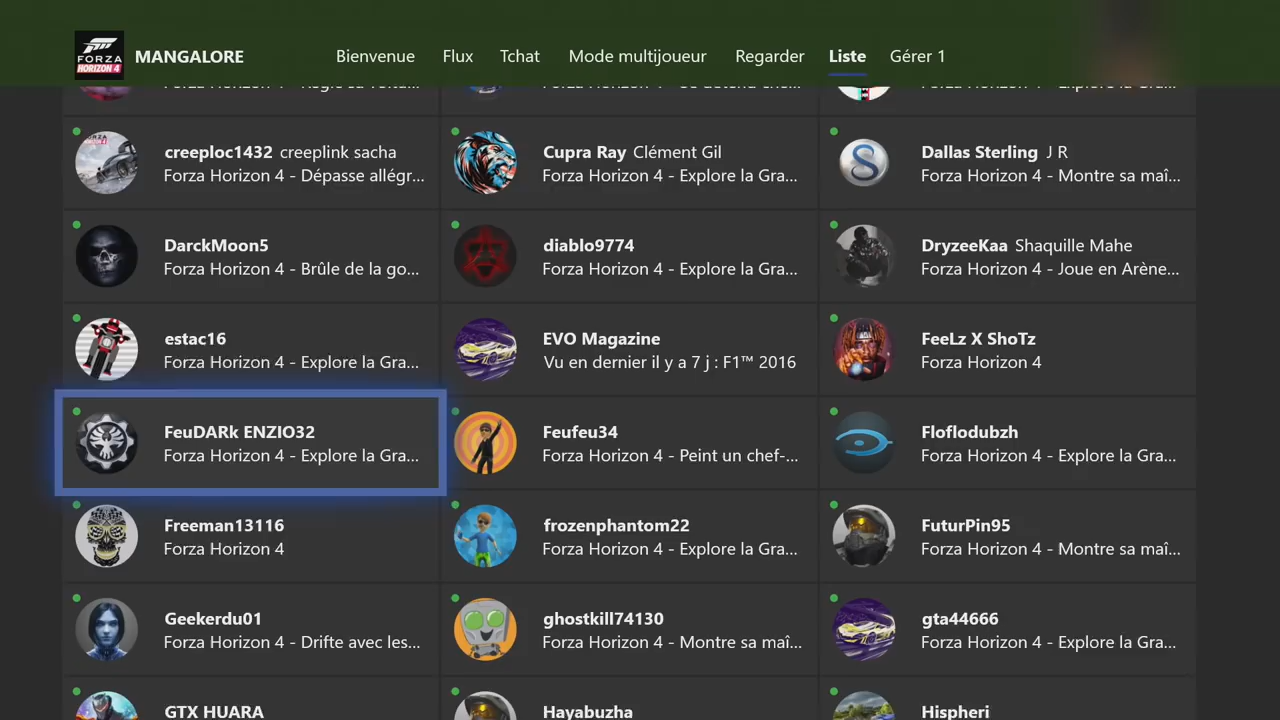 FORZA
HORIZON 4
MANGALORE
Bienvenue
Flux
Tchat
Mode multijoueur
Regarder
Liste
Gérer 1
creeploc1432 creeplink sacha
Forza Horizon 4 - Dépasse allégr...
Cupra Ray Clément Gil
Forza Horizon 4 - Explore la Gra...
Dallas Sterling J R
Forza Horizon 4 - Montre sa maî...
DarckMoon5
Forza Horizon 4 - Brûle de la go...
diablo9774
Forza Horizon 4 - Explore la Gra...
DryzeeKaa Shaquille Mahe
Forza Horizon 4 - Joue en Arène...
estac16
Forza Horizon 4 - Explore la Gra...
EVO Magazine
Vu en dernier il y a 7 j : F1™ 2016
FeeLz X ShoTz
Forza Horizon 4
FeuDARk ENZIO32
Forza Horizon 4 - Explore la Gra...
Feufeu34
Forza Horizon 4 - Peint un chef-...
Floflodubzh
Forza Horizon 4 - Explore la Gra...
Freeman13116
Forza Horizon 4
frozenphantom22
Forza Horizon 4 - Explore la Gra...
FuturPin95
Forza Horizon 4 - Montre sa maî...
Geekerdu01
Forza Horizon 4 - Drifte avec les...
ghostkill74130
Forza Horizon 4 - Montre sa maî...
gta44666
Forza Horizon 4 - Explore la Gra...
GTX HUARA
Hayabuzha
Hispheri